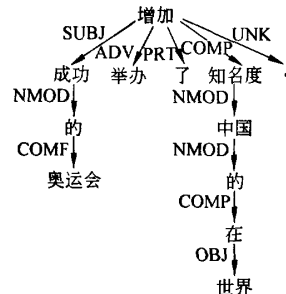 增加
SUBJ ADV PRT COMP UNK
成功 举办 了 知名度 。
NMOD NMOD
的 中国
COMF NMOD
奥运会 的
COMP
在
OBJ
世界